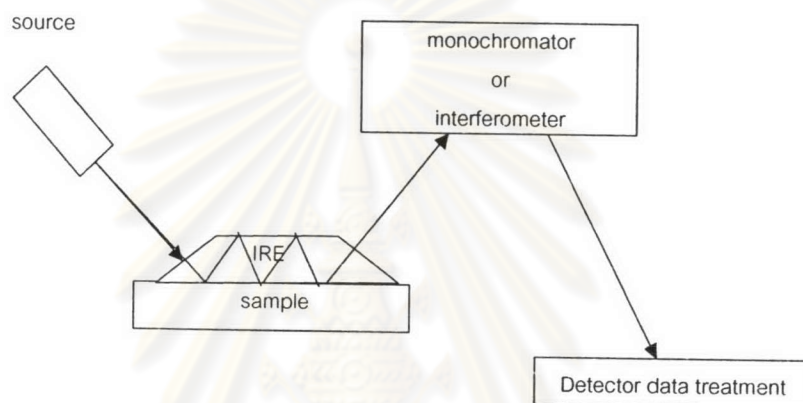 source
monochromator
or
interferometer
IRE
sample
Detector data treatment